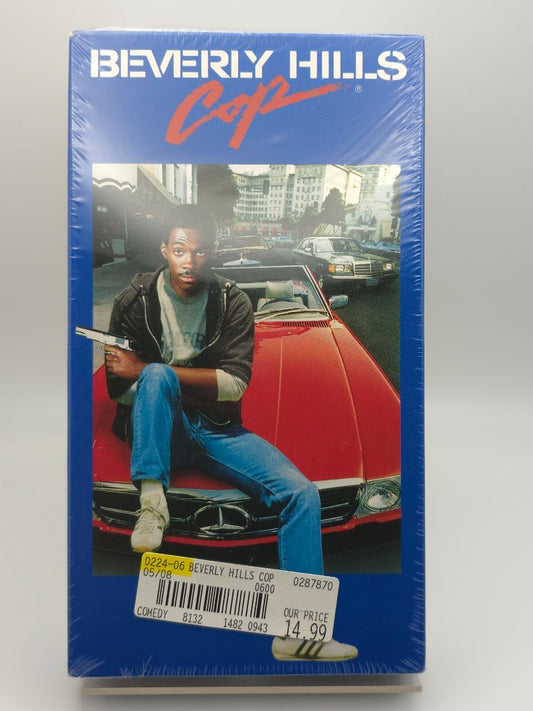 BEVERLY HILLS
Cop ®
0224-06 BEVERLY HILLS COP 0287870
05/08 0600
COMEDY 8132 1482 0943
OUR PRICE
14.99